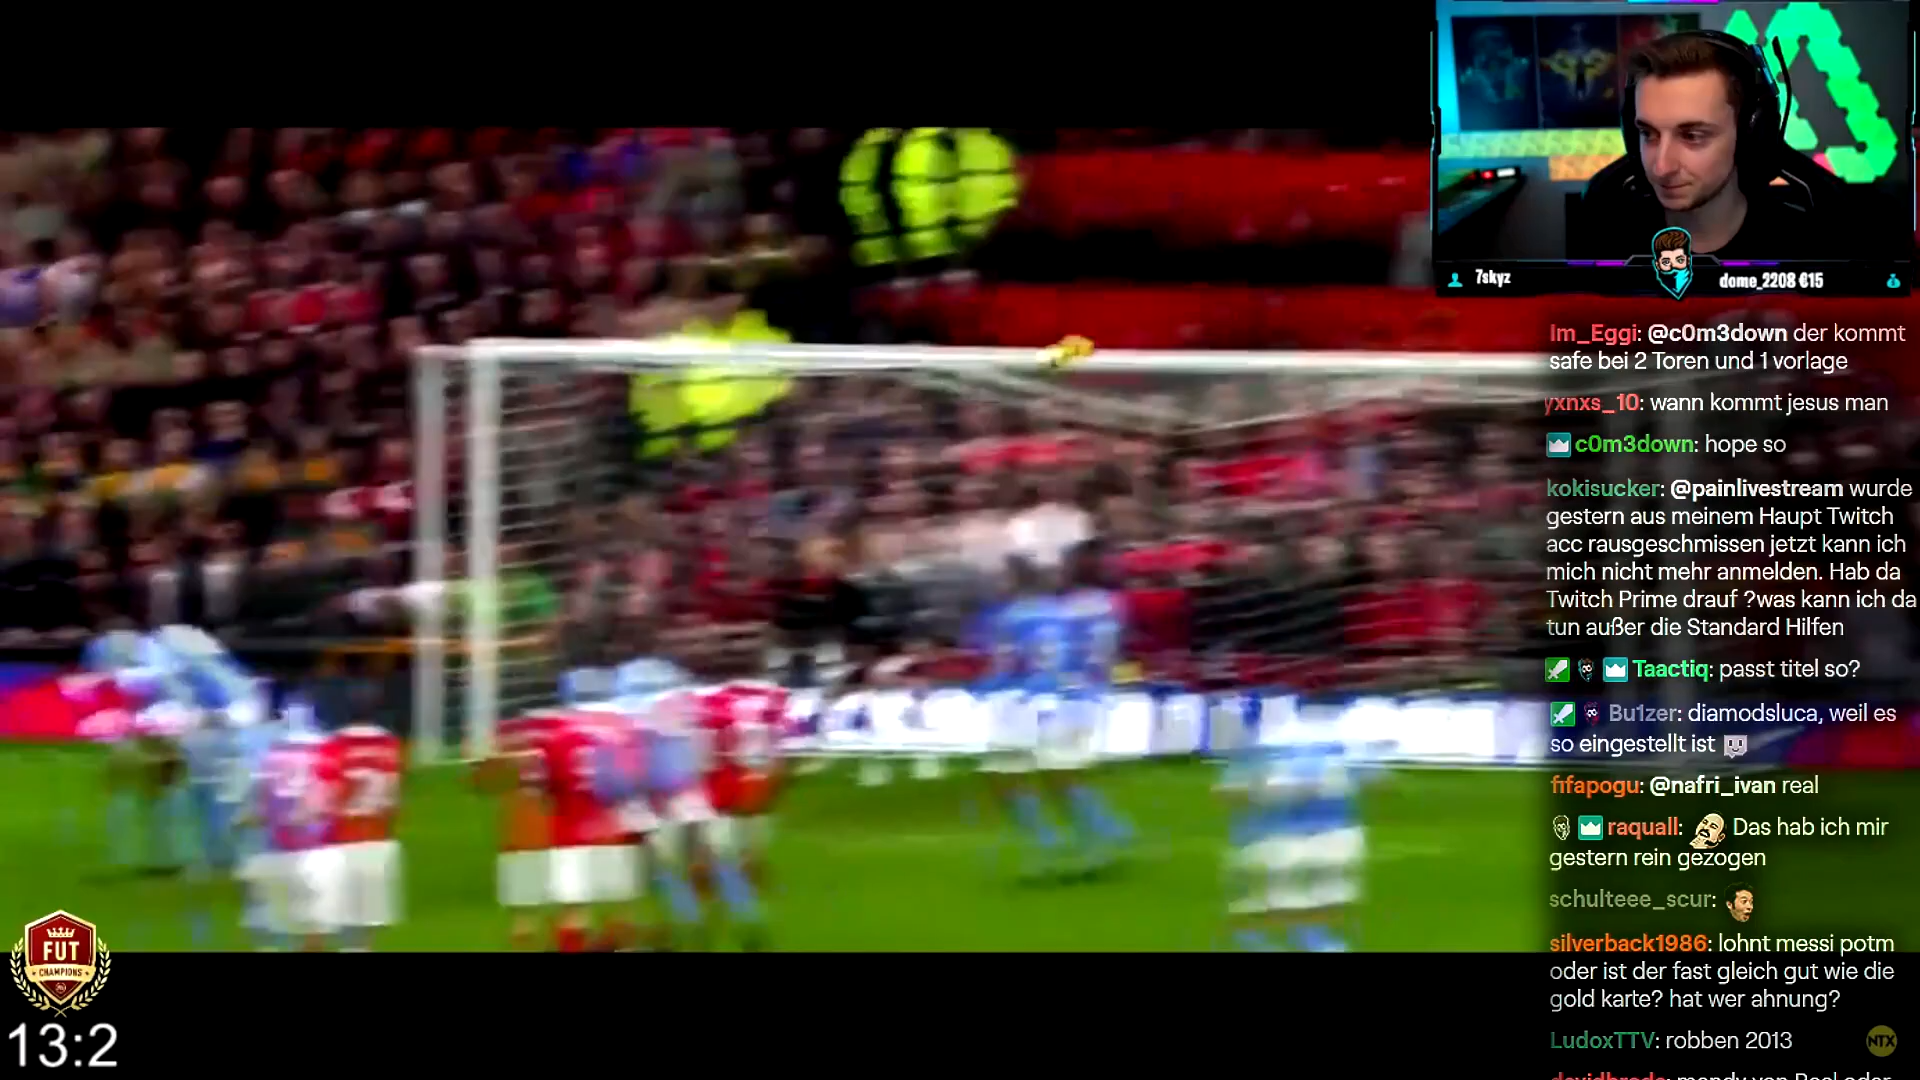 7skyz
dome_2208 €15
Im_Eggi: @c0m3down der kommt
safe bei 2 Toren und 1 vorlage
yxnxs_10: wann kommt jesus man
c0m3down: hope so
kokisucker: @painlivestream wurde
gestern aus meinem Haupt Twitch
acc rausgeschmissen jetzt kann ich
mich nicht mehr anmelden. Hab da
Twitch Prime drauf ?was kann ich da
tun außer die Standard Hilfen
Taactiq: passt titel so?
Bu1zer: diamodsluca, weil es
so eingestellt ist
fifapogu: @nafri_ivan real
raquall: Das hab ich mir
gestern rein gezogen
schulteee_scur:
silverback1986: lohnt messi potm
oder ist der fast gleich gut wie die
gold karte? hat wer ahnung?
LudoxTTV: robben 2013
NTX
FUT
CHAMPIONS
13:2